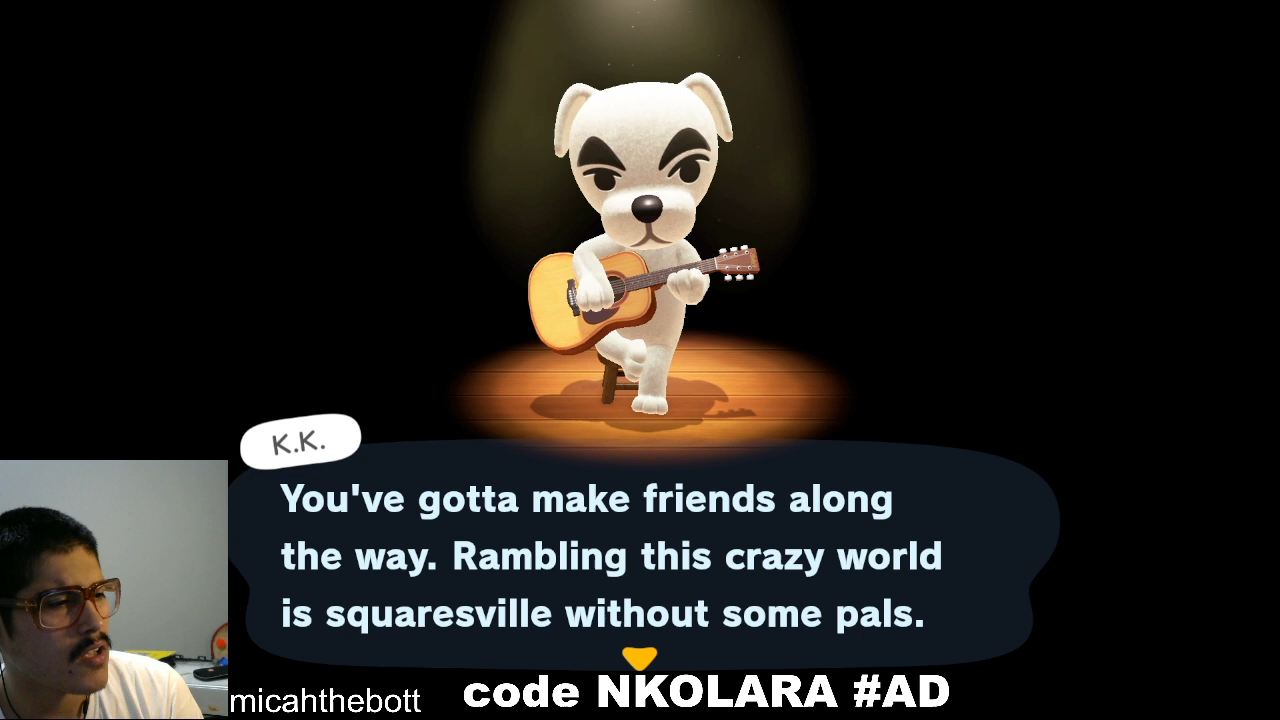 K.K.
You've gotta make friends along
the way. Rambling this crazy world
is squaresville without some pals.
micahthebott
code NKOLARA #AD